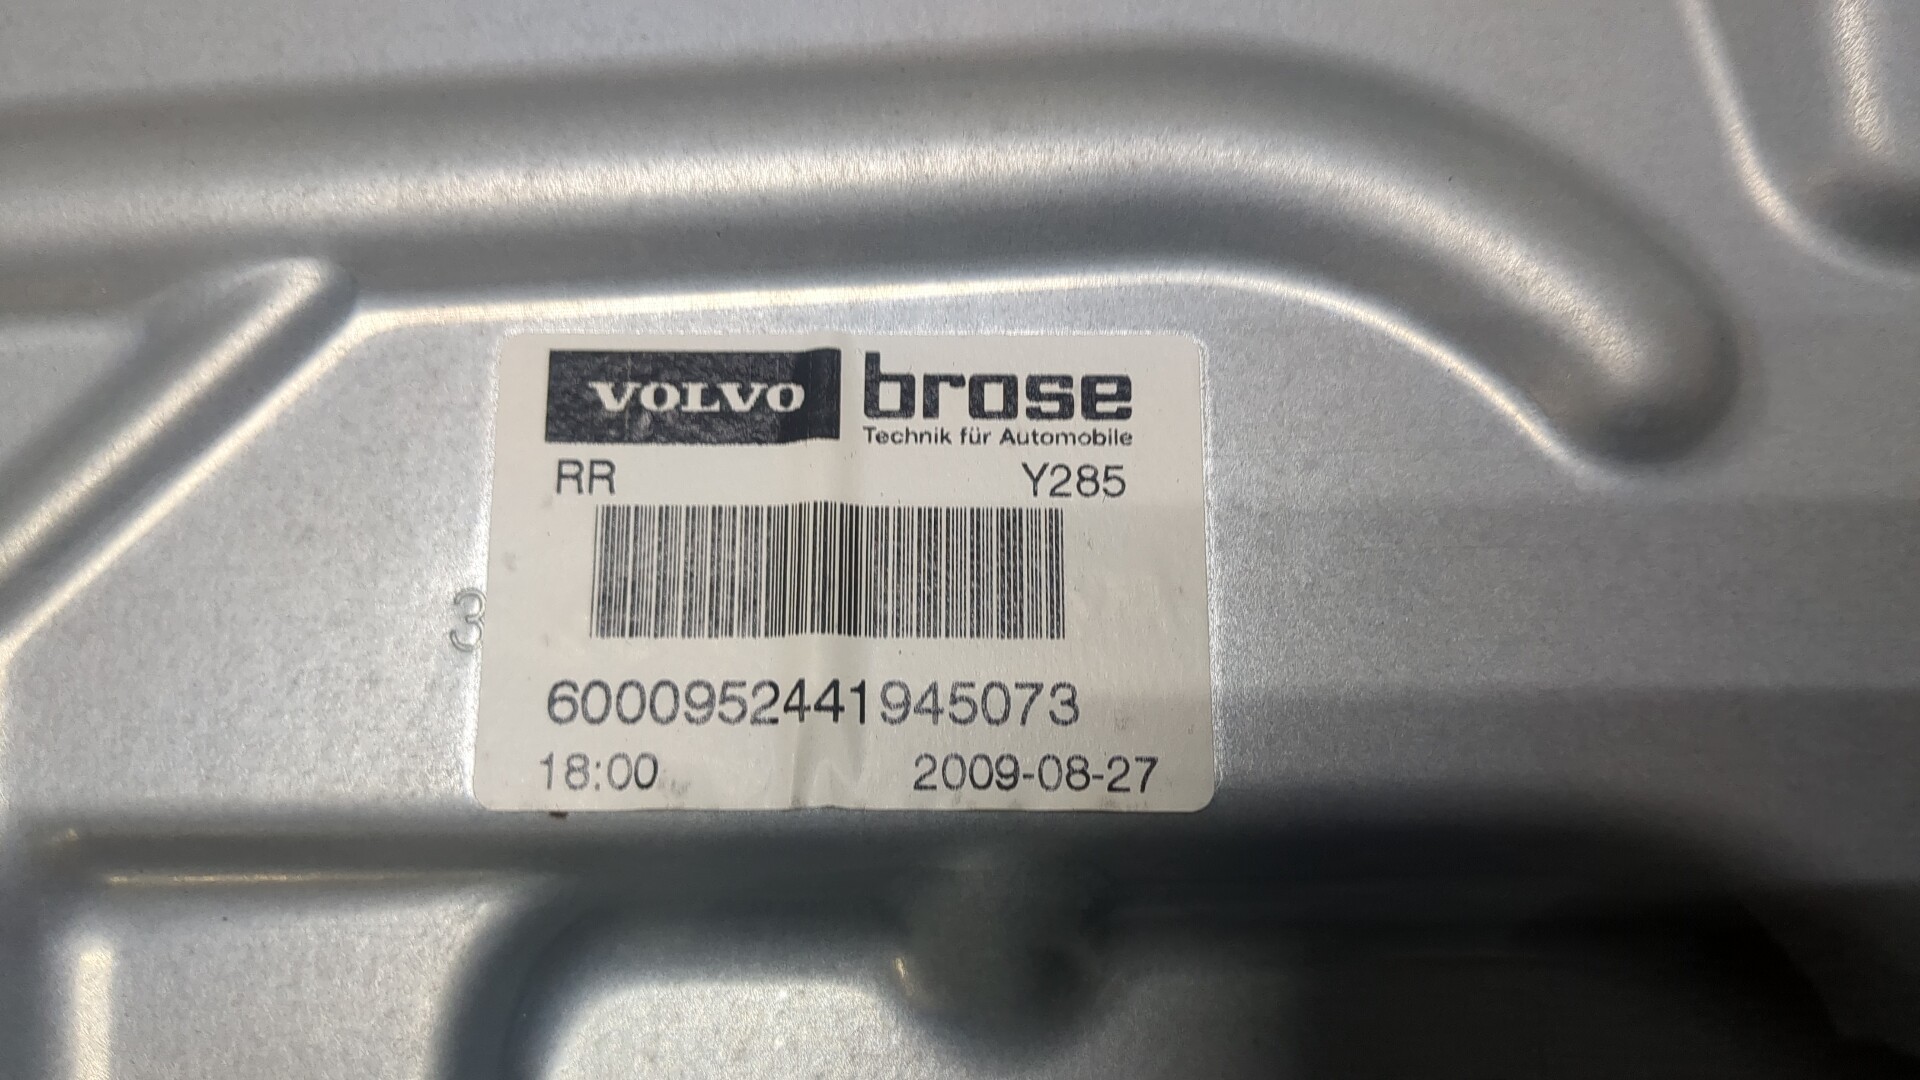 VOLVO brose
Technik für Automobile
RR Y285
3
6000952441945073
18:00 2009-08-27